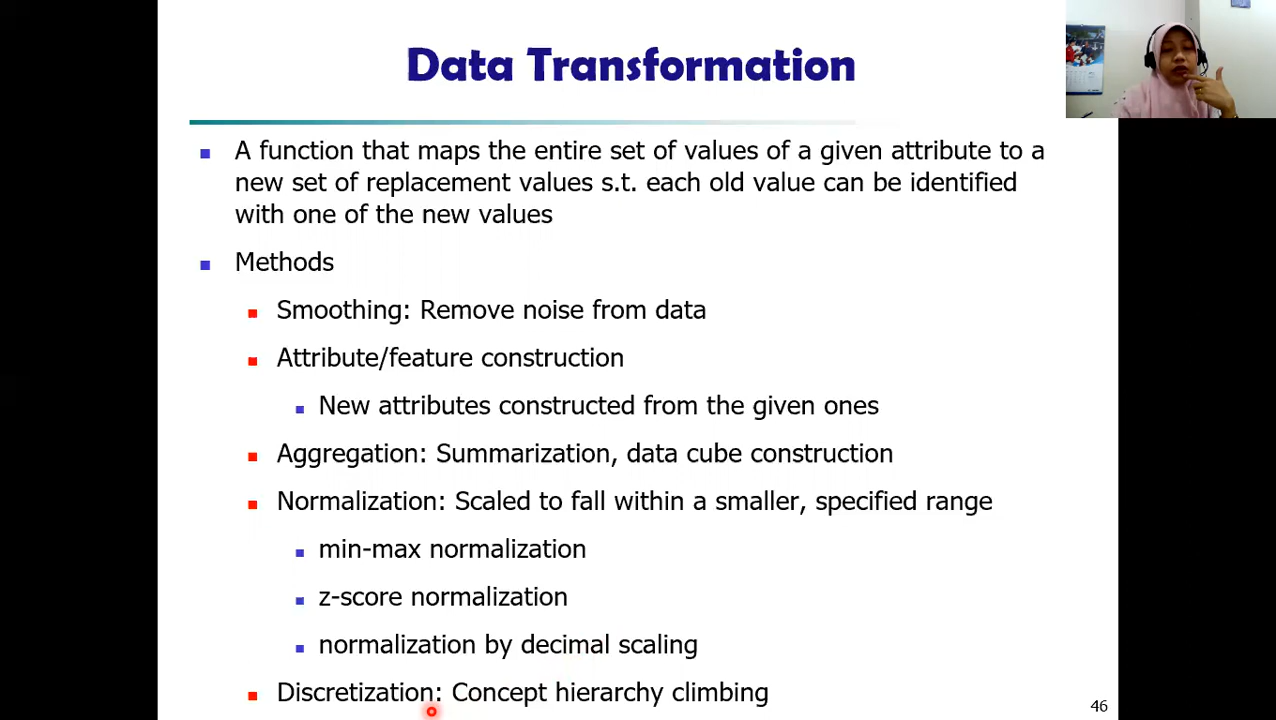 Data Transformation
A function that maps the entire set of values of a given attribute to a
new set of replacement values s.t. each old value can be identified
with one of the new values
Methods
Smoothing: Remove noise from data
Attribute/feature construction
New attributes constructed from the given ones
Aggregation: Summarization, data cube construction
Normalization: Scaled to fall within a smaller, specified range
min-max normalization
z-score normalization
normalization by decimal scaling
Discretization: Concept hierarchy climbing
46